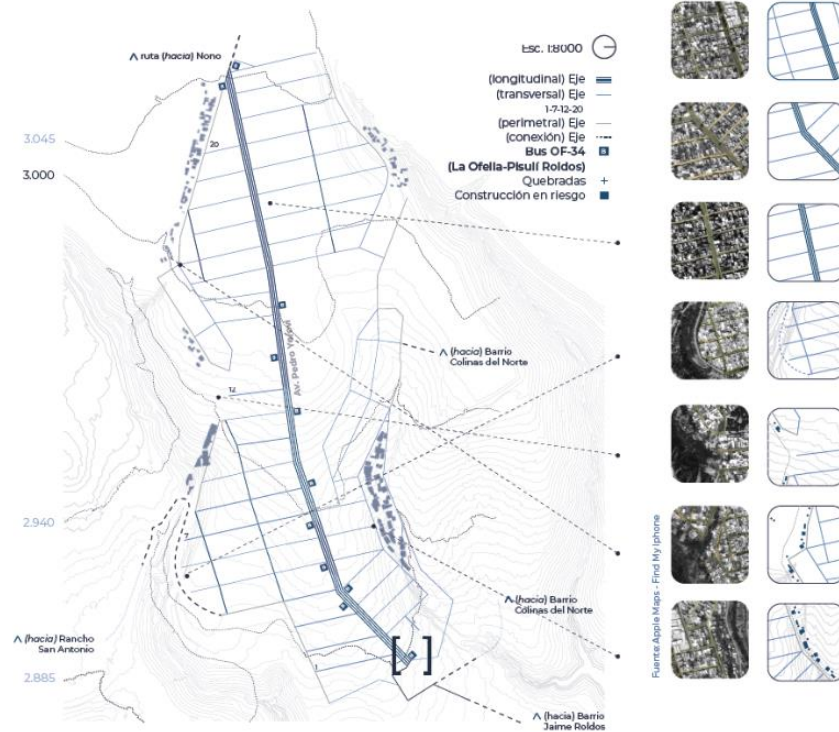 Esc. 1:8000
ʌ ruta (hacia) Nono
(longitudinal) Eje
(transversal) Eje
1-7-12-20
(perimetral) Eje
(conexión) Eje
Bus OF-34
(La Ofelia-Pisulí Roldos)
Quebradas +
Construcción en riesgo
3.045
3.000
20
Av. Pedro
ʌ (hacia) Barrio
Colinas del Norte
12
2.940
7
ʌ (hacia) Barrio
Colinas del Norte
ʌ (hacia) Rancho
San Antonio
2.885
1
[ ]
ʌ (hacia) Barrio
Jaime Roldos
Fuente: Apple Maps - Find My Iphone